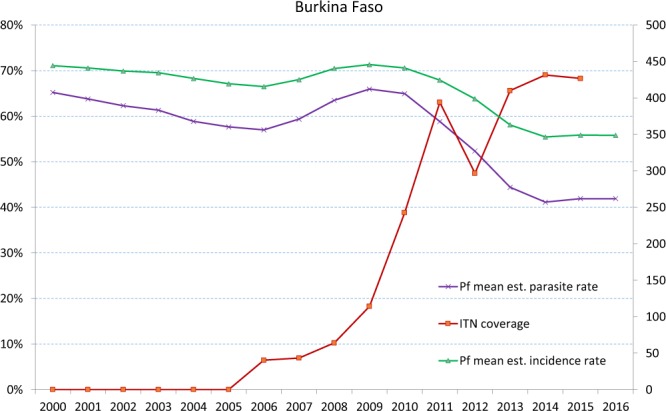 Burkina Faso
80% 500
70% 450
60% 400
50% 350
40% 300
30% 250
20% 200
10% 150
0% 100
50
0
Pf mean est. parasite rate
ITN coverage
Pf mean est. incidence rate
2000 2001 2002 2003 2004 2005 2006 2007 2008 2009 2010 2011 2012 2013 2014 2015 2016